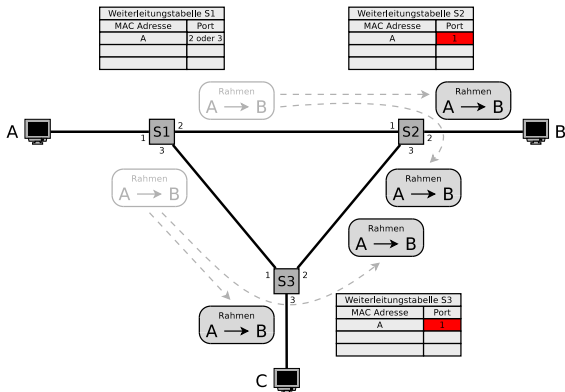 Weiterleitungstabelle S1
MAC Adresse Port
A 2 oder 3
Weiterleitungstabelle S2
MAC Adresse Port
A 1
Rahmen
A → B
Rahmen
A → B
A
1 S1 2
3
1 S2 2
3
B
Rahmen
A → B
Rahmen
A → B
Rahmen
A → B
1 S3 2
3
Rahmen
A → B
Weiterleitungstabelle S3
MAC Adresse Port
A 1
C